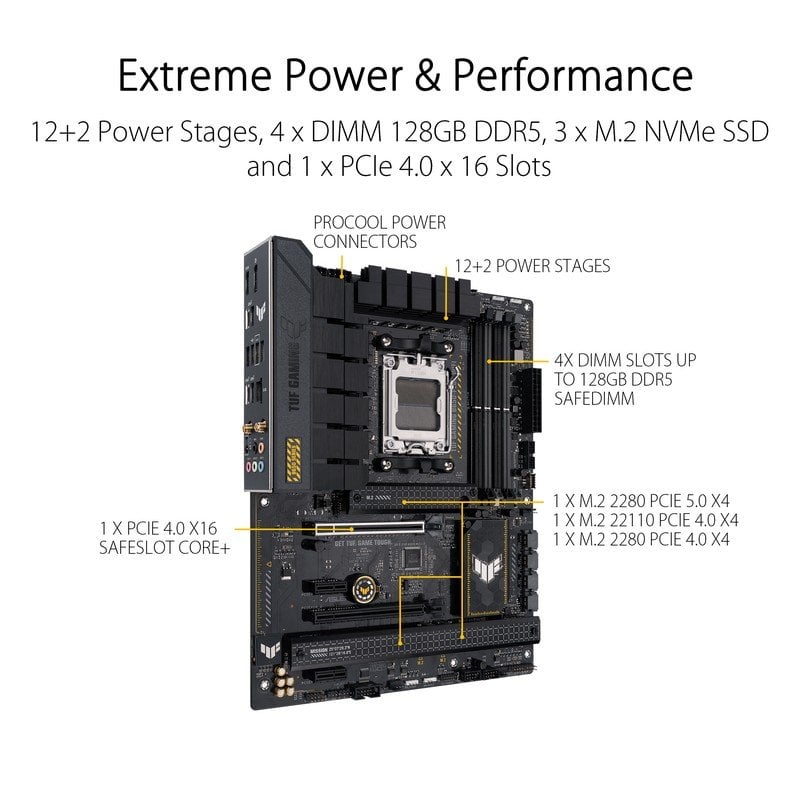 Extreme Power & Performance
12+2 Power Stages, 4 x DIMM 128GB DDR5, 3 x M.2 NVMe SSD
and 1 x PCIe 4.0 x 16 Slots
PROCOOL POWER
CONNECTORS
12+2 POWER STAGES
TUF GAMING
4X DIMM SLOTS UP
TO 128GB DDR5
SAFEDIMM
M.2
1 X M.2 2280 PCIE 5.0 X4
1 X M.2 22110 PCIE 4.0 X4
1 X M.2 2280 PCIE 4.0 X4
1 X PCIE 4.0 X16
SAFESLOT CORE+
GET TUF. GAME TOUGH.
MISSION